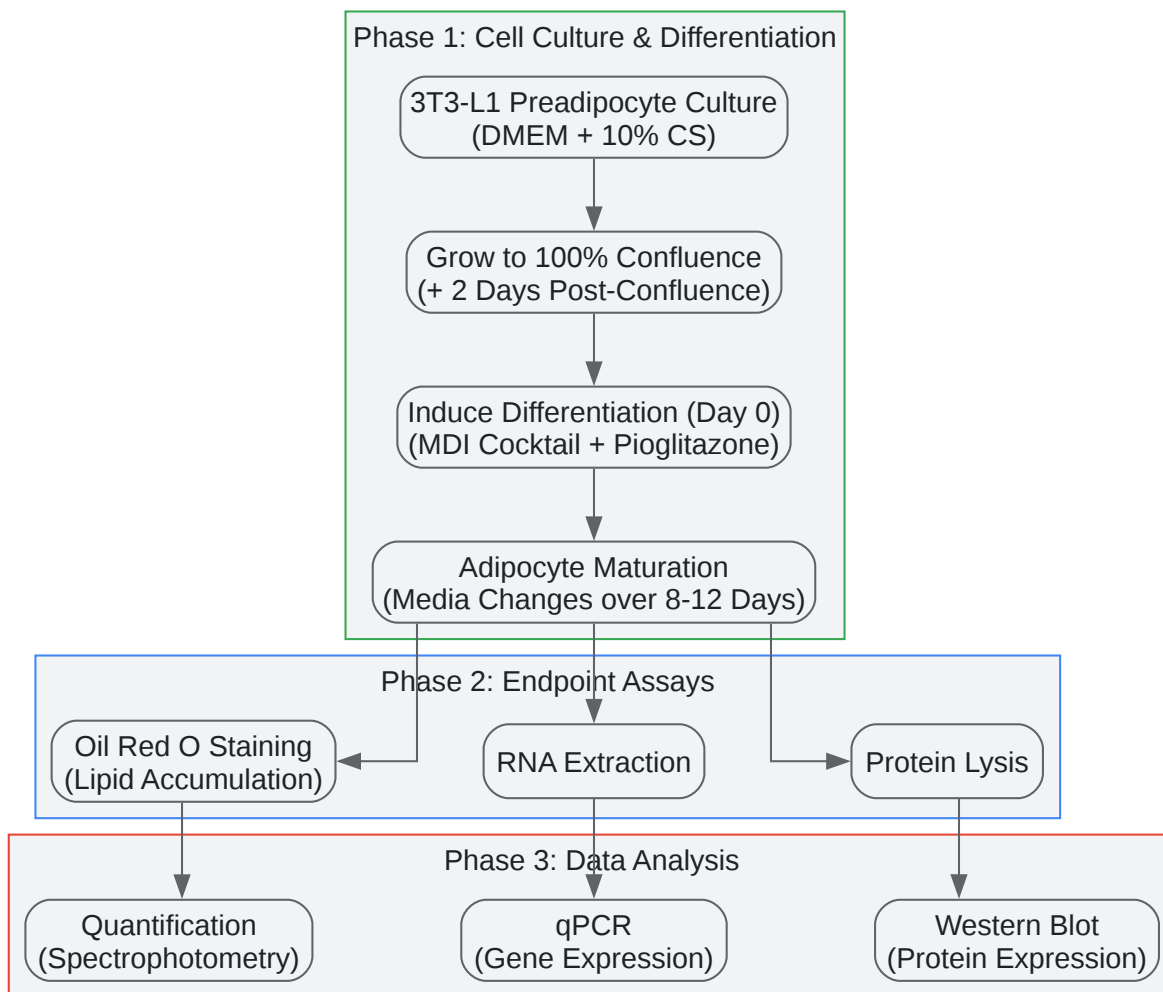 Phase 1: Cell Culture & Differentiation
3T3-L1 Preadipocyte Culture
(DMEM + 10% CS)
Grow to 100% Confluence
(+ 2 Days Post-Confluence)
Induce Differentiation (Day 0)
(MDI Cocktail + Pioglitazone)
Adipocyte Maturation
(Media Changes over 8-12 Days)
Phase 2: Endpoint Assays
Oil Red O Staining
(Lipid Accumulation)
RNA Extraction
Protein Lysis
Phase 3: Data Analysis
Quantification
(Spectrophotometry)
qPCR
(Gene Expression)
Western Blot
(Protein Expression)